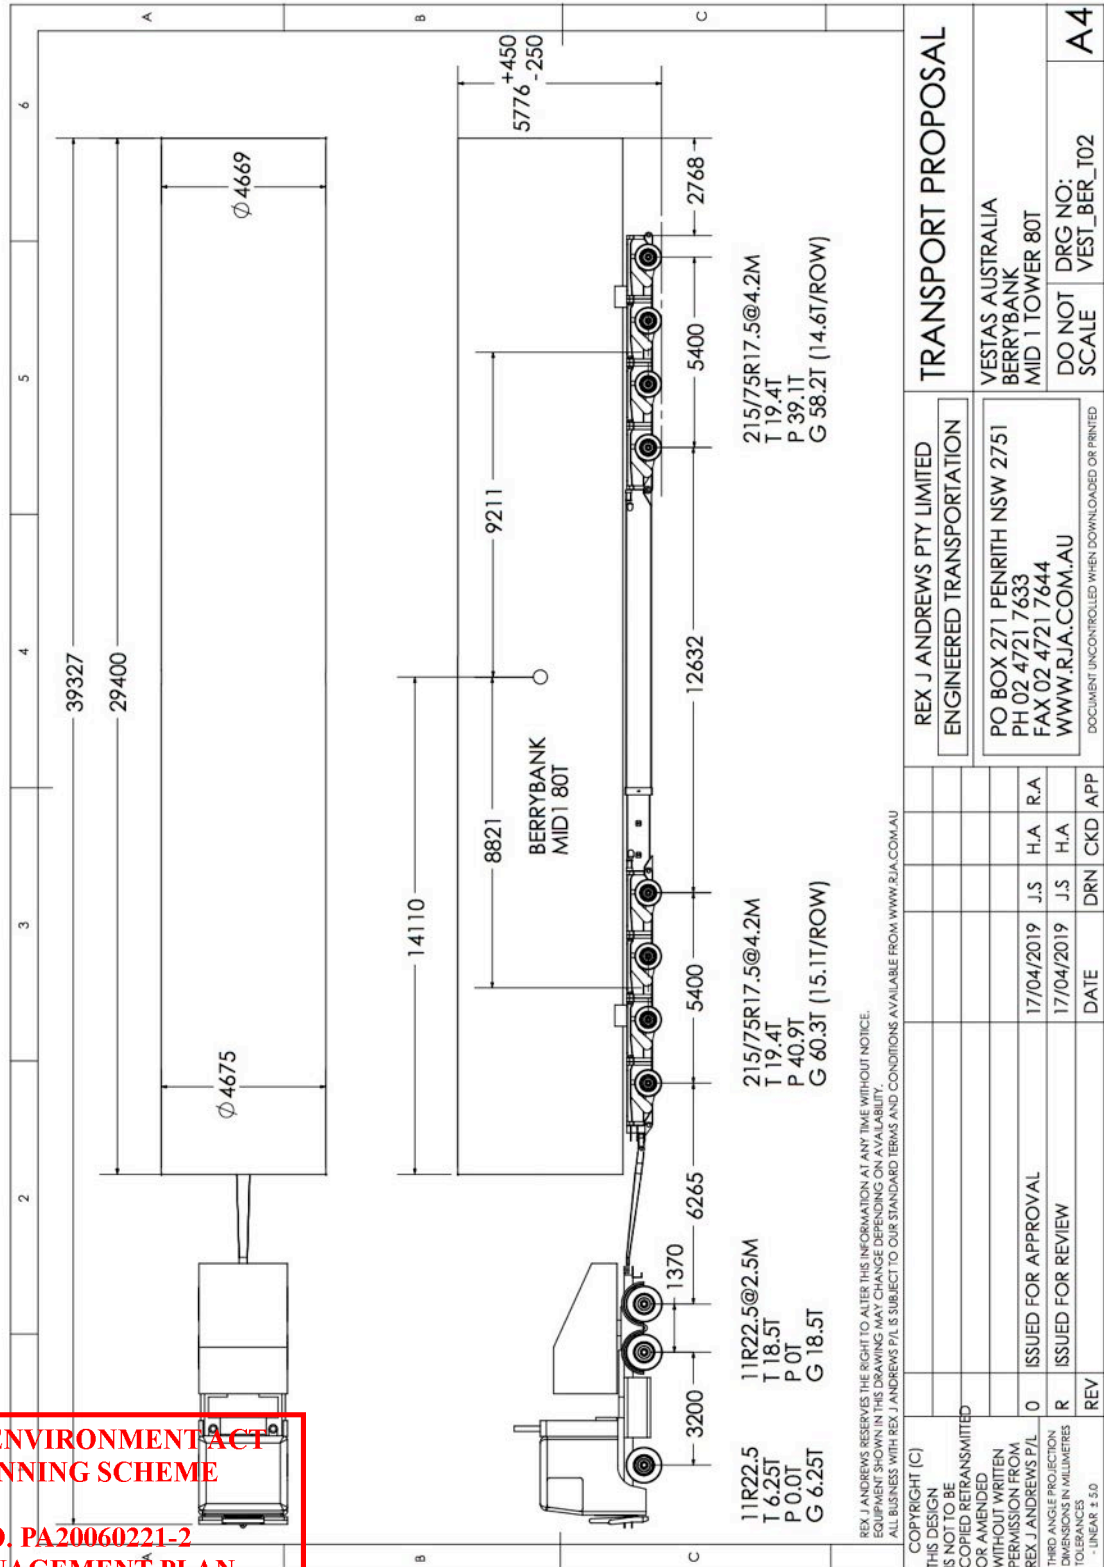 6
5
4
3
2
A
B
C
39327
29400
Ø4675
Ø4669
5776 +450 -250
14110
8821
9211
BERRYBANK
MID1 80T
3200
1370
6265
5400
12632
5400
2768
11R22.5
T 6.25T
P 0.0T
G 6.25T
11R22.5@2.5M
T 18.5T
P 0T
G 18.5T
215/75R17.5@4.2M
T 19.4T
P 40.9T
G 60.3T (15.1T/ROW)
215/75R17.5@4.2M
T 19.4T
P 39.1T
G 58.2T (14.6T/ROW)
REX J ANDREWS RESERVES THE RIGHT TO ALTER THIS INFORMATION AT ANY TIME WITHOUT NOTICE.
EQUIPMENT SHOWN IN THIS DRAWING MAY CHANGE DEPENDING ON AVAILABILITY.
ALL BUSINESS WITH REX J ANDREWS P/L IS SUBJECT TO OUR STANDARD TERMS AND CONDITIONS AVAILABLE FROM WWW.RJA.COM.AU
COPYRIGHT (C)
THIS DESIGN
IS NOT TO BE
COPIED RETRANSMITTED
OR AMENDED
WITHOUT WRITTEN
PERMISSION FROM
REX J ANDREWS P/L
THIRD ANGLE PROJECTION
DIMENSIONS IN MILLIMETRES
TOLERANCES
- LINEAR ± 5.0
0 ISSUED FOR APPROVAL 17/04/2019 J.S H.A R.A
R ISSUED FOR REVIEW 17/04/2019 J.S H.A
REV DATE DRN CKD APP
REX J ANDREWS PTY LIMITED
ENGINEERED TRANSPORTATION
PO BOX 271 PENRITH NSW 2751
PH 02 4721 7633
FAX 02 4721 7644
WWW.RJA.COM.AU
DOCUMENT UNCONTROLLED WHEN DOWNLOADED OR PRINTED
TRANSPORT PROPOSAL
VESTAS AUSTRALIA
BERRYBANK
MID 1 TOWER 80T
DO NOT
SCALE
DRG NO:
VEST_BER_T02
A4
A
B
C
ENVIRONMENT ACT
NNING SCHEME
PA20060221-2